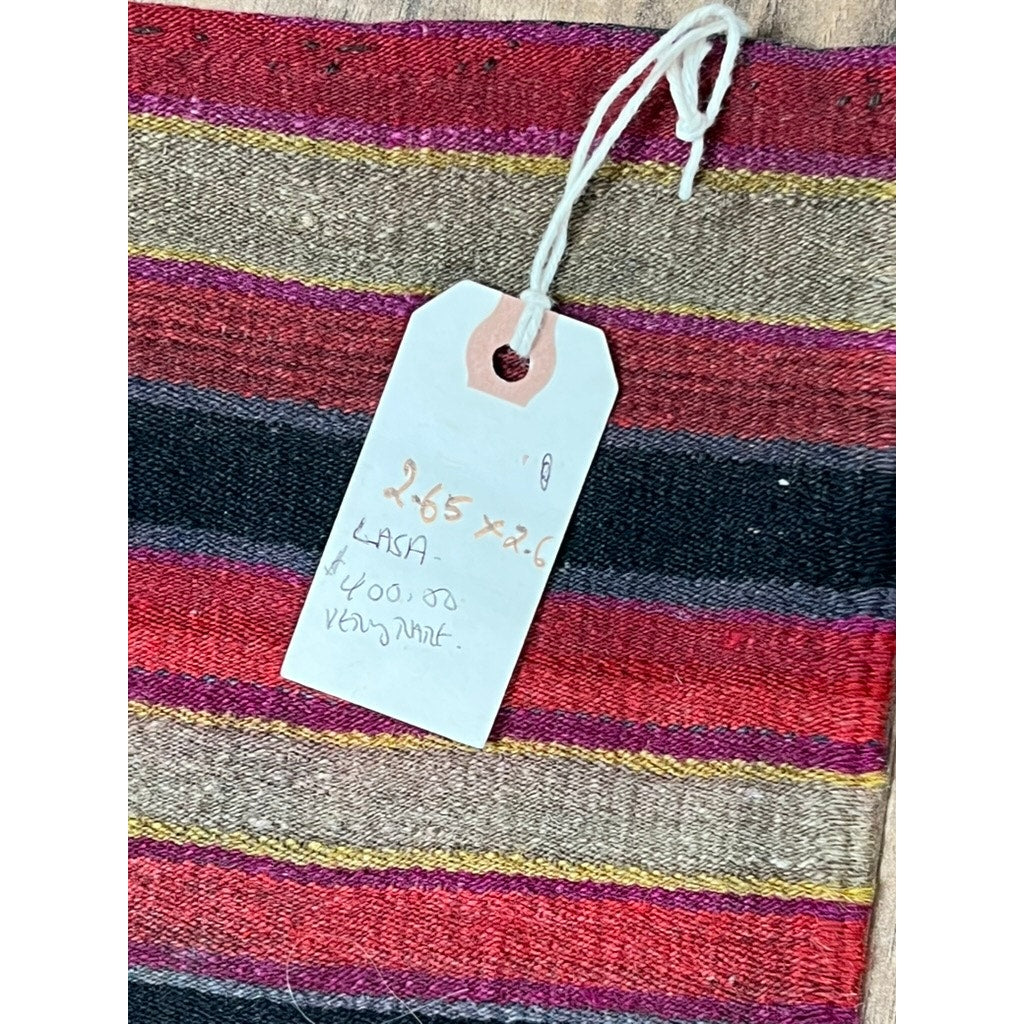 2.65 x 2.6
LASA -
$400.00
VERY RARE.